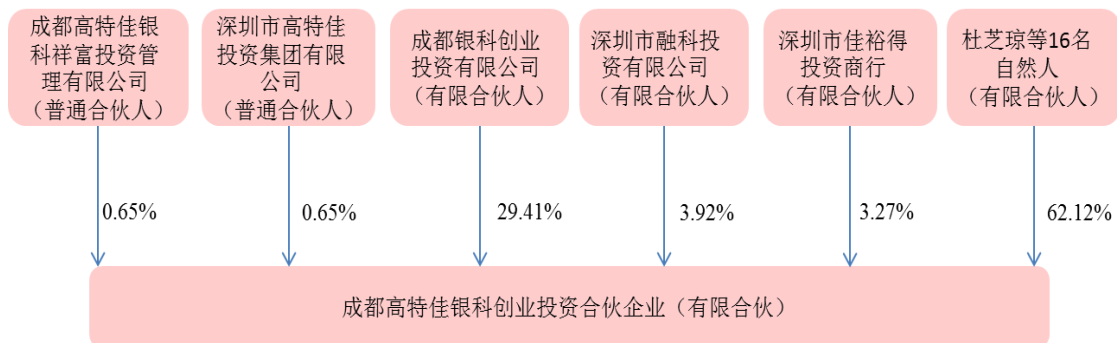 成都高特佳银
科祥富投资管
理有限公司
（普通合伙人）
深圳市高特佳
投资集团有限
公司
（普通合伙人）
成都银科创业
投资有限公司
（有限合伙人）
深圳市融科投
资有限公司
（有限合伙人）
深圳市佳裕得
投资商行
（有限合伙人）
杜芝琼等16名
自然人
（有限合伙人）
0.65%
0.65%
29.41%
3.92%
3.27%
62.12%
成都高特佳银科创业投资合伙企业（有限合伙）